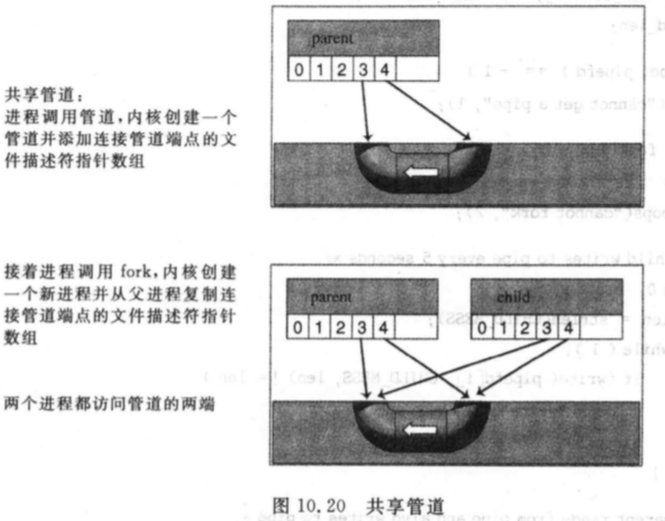 共享管道：
进程调用管道，内核创建一个
管道并添加连接管道端点的文
件描述符指针数组
parent
0 1 2 3 4
接着进程调用 fork，内核创建
一个新进程并从父进程复制连
接管道端点的文件描述符指针
数组
两个进程都访问管道的两端
parent
0 1 2 3 4
child
0 1 2 3 4
图 10.20 共享管道